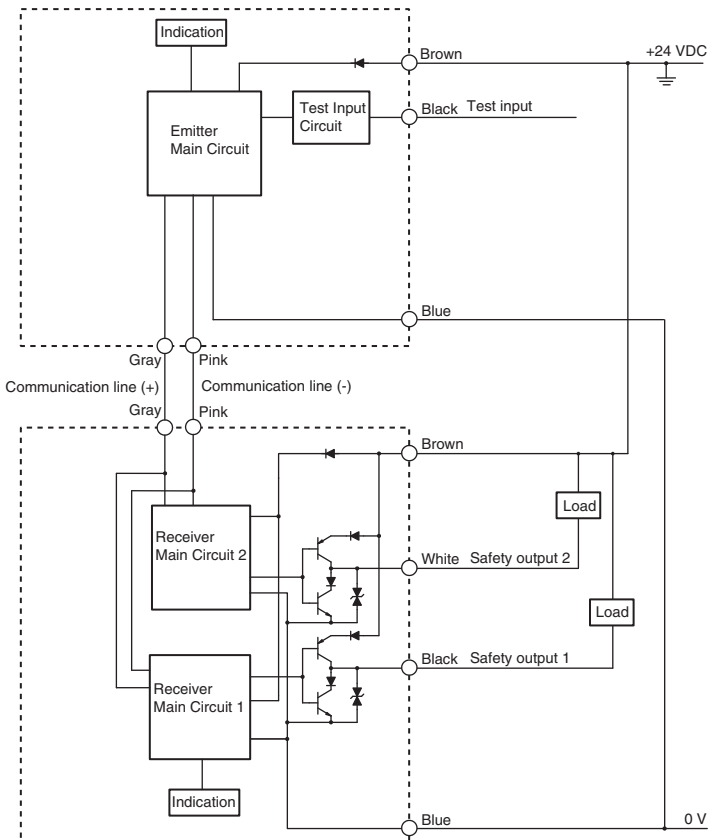 Indication
Brown
+24 VDC
Emitter
Main Circuit
Test Input
Circuit
Black Test input
Blue
Gray
Pink
Communication line (+)
Communication line (-)
Gray
Pink
Brown
Load
Receiver
Main Circuit 2
White Safety output 2
Load
Receiver
Main Circuit 1
Black Safety output 1
Indication
Blue
0 V